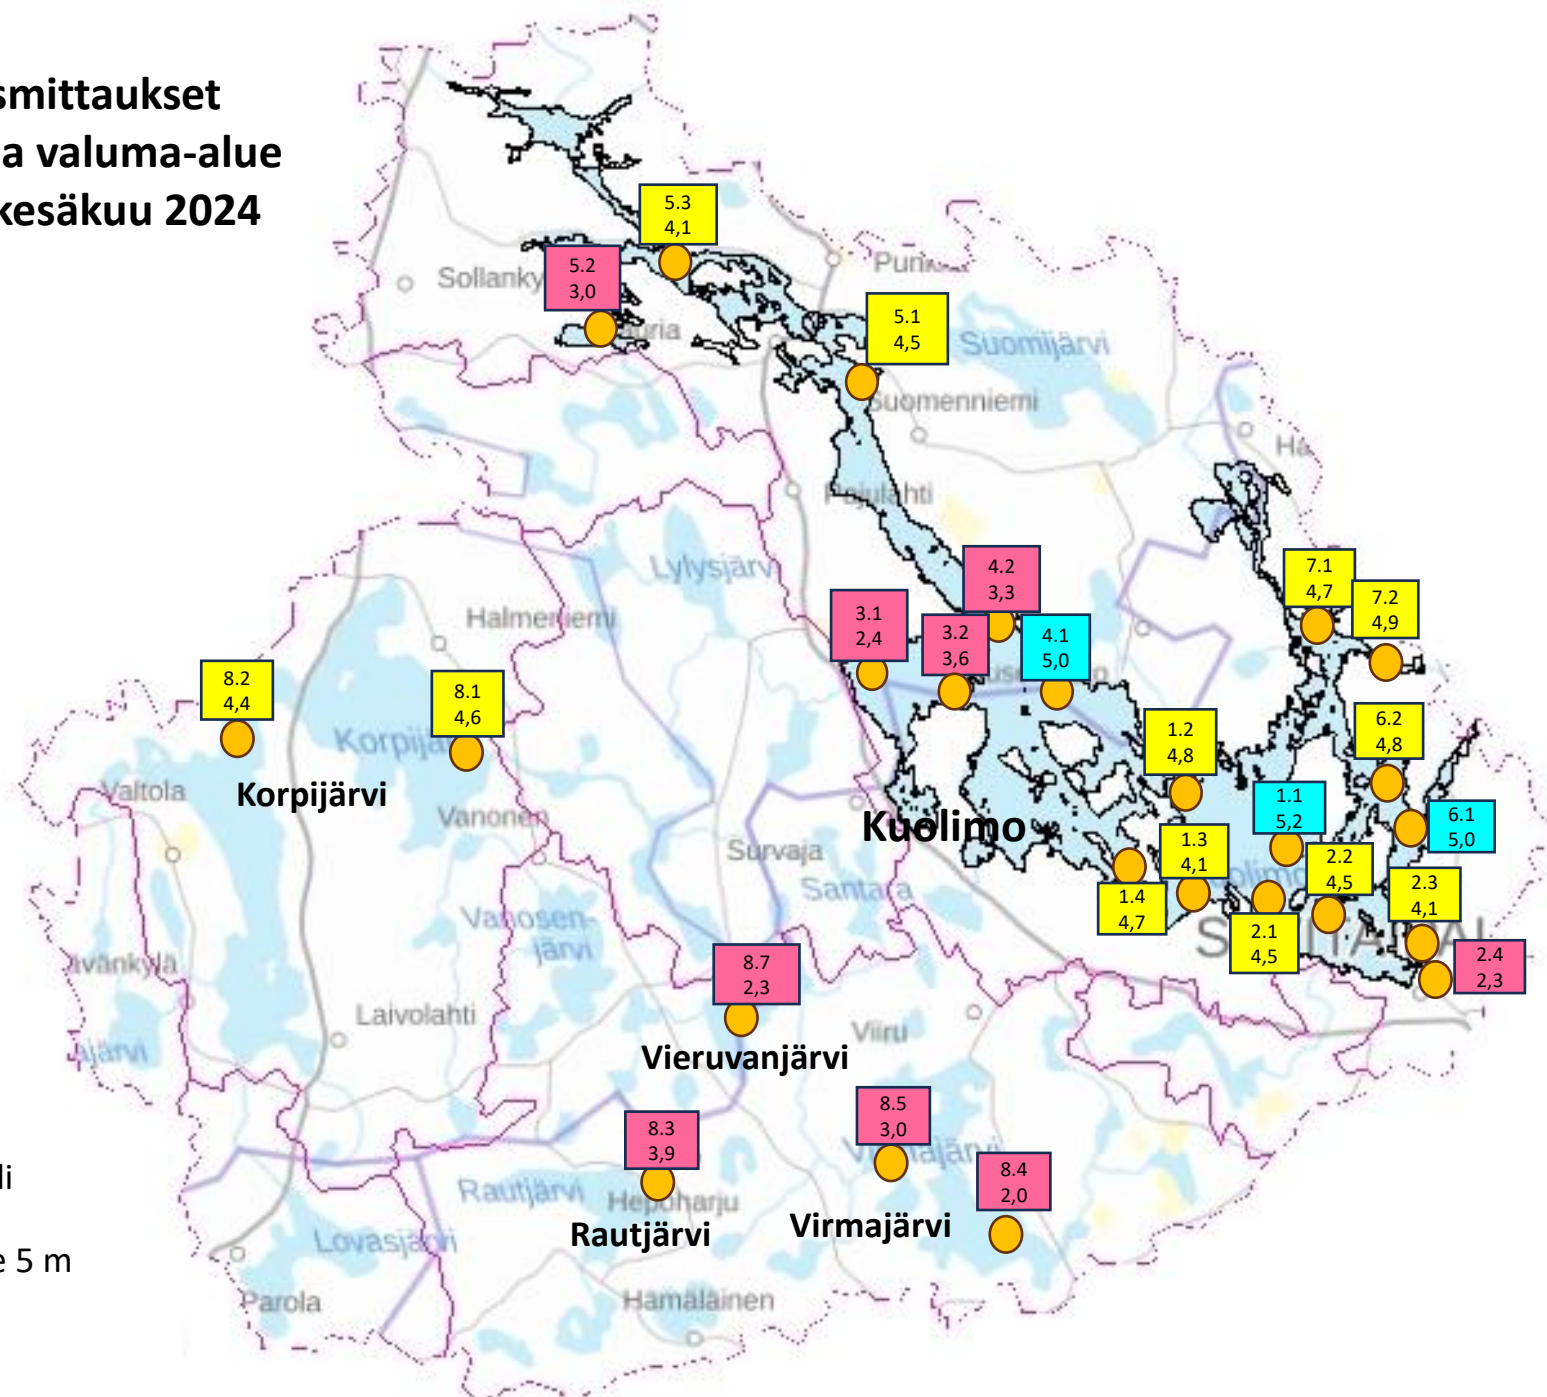 smittaukset
a valuma-alue
kesäkuu 2024
5.3
4,1
Sollanky
5.2
3,0
5.1
4,5
Suomijärvi
Suomenniemi
Pajulahti
Lylysjärv
4.2
3,3
7.1
4,7
7.2
4,9
3.1
2,4
3.2
3,6
4.1
5,0
Halmeniemi
8.2
4,4
8.1
4,6
Korpijä
Korpijärvi
Valtola
Vanonen
1.2
4,8
6.2
4,8
1.1
5,2
6.1
5,0
Kuolimo
Survaja
Santara
1.3
4,1
2.2
4,5
2.3
4,1
1.4
4,7
2.1
4,5
2.4
2,3
Vanosen-
järvi
ävänkylä
8.7
2,3
Laivolahti
Viiru
ajärvi
Vieruvanjärvi
8.5
3,0
8.3
3,9
8.4
2,0
Rautjärvi
Hepoharju
Rautjärvi
Virmajärvi
Lovasjärvi
li
e 5 m
Parola
Hämäläinen